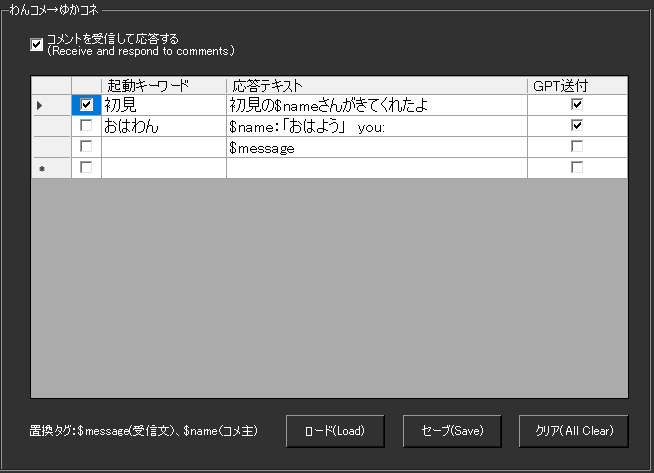 わんコメ→ゆかコネ
コメントを受信して応答する
(Receive and respond to comments.)
起動キーワード 応答テキスト GPT送付
初見 初見の$nameさんがきてくれたよ
おはわん $name:「おはよう」 you:
$message
置換タグ:$message(受信文)、$name(コメ主) ロード(Load) セーブ(Save) クリア(All Clear)